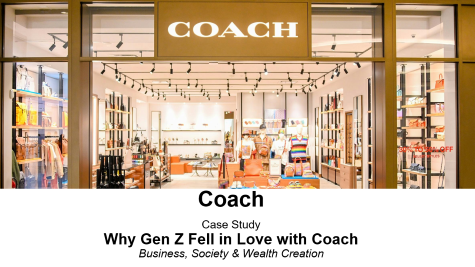 COACH
Coach
Case Study
Why Gen Z Fell in Love with Coach
Business, Society & Wealth Creation